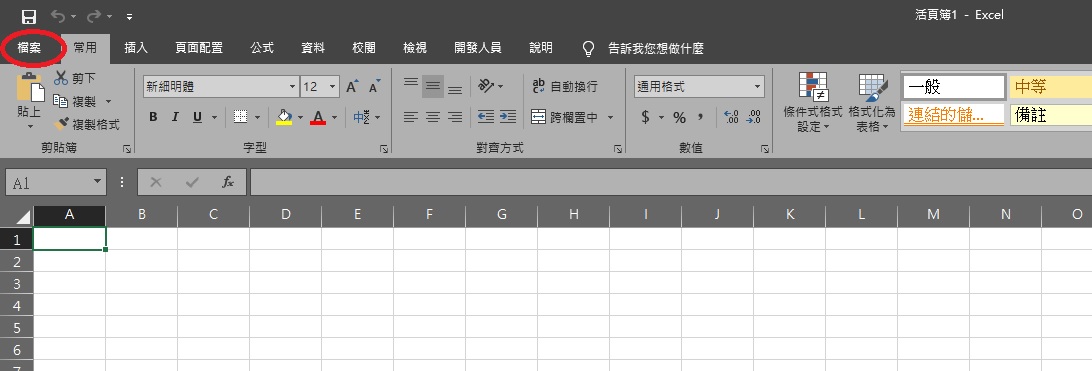 活頁簿1 - Excel
檔案 常用 插入 頁面配置 公式 資料 校閱 檢視 開發人員 說明 告訴我您想做什麼
貼上
剪下
複製
複製格式
剪貼簿
新細明體 12 A A
B I U A 中
字型
ab 自動換行
跨欄置中
對齊方式
通用格式
$ % , .00 .00
數值
條件式格式
設定
格式化為
表格
一般 中等
連結的儲... 備註
A1 fx
A B C D E F G H I J K L M N O
1
2
3
4
5
6
7